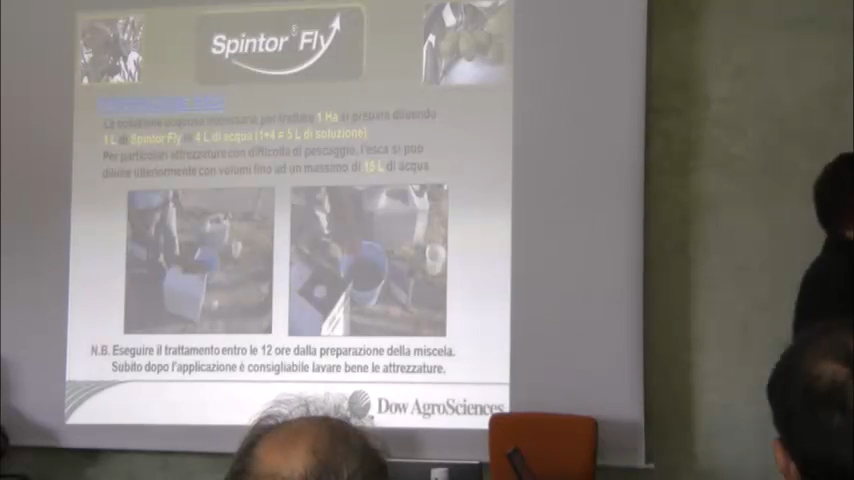 Spintor® Fly
La soluzione acquosa necessaria per trattare 1 Ha si prepara diluendo
1 L di Spintor Fly in 4 L di acqua (1+4 = 5 L di soluzione)
Per particolari attrezzature con difficoltà di pescaggio, l'esca si può
diluire ulteriormente con volumi fino ad un massimo di 15 L di acqua
N.B. Eseguire il trattamento entro le 12 ore dalla preparazione della miscela.
Subito dopo l'applicazione è consigliabile lavare bene le attrezzature.
Dow AgroSciences